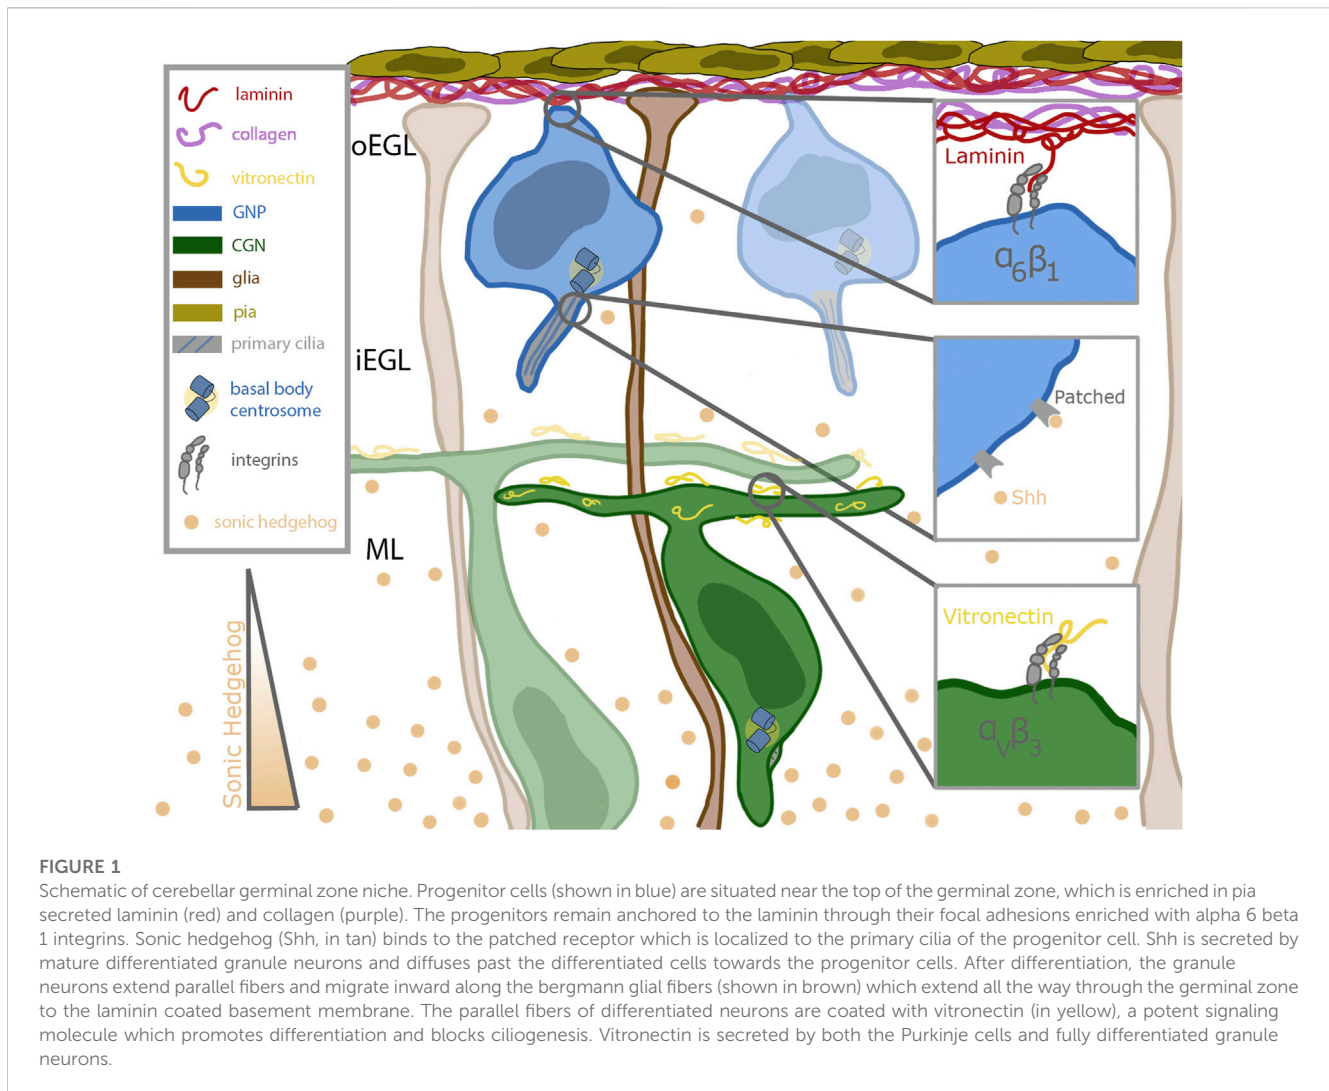 laminin
collagen
vitronectin
GNP
CGN
glia
pia
primary cilia
basal body
centrosome
integrins
sonic hedgehog
Sonic Hedgehog
oEGL
iEGL
ML
Laminin
α6β1
Patched
Shh
Vitronectin
αvβ3
FIGURE 1
Schematic of cerebellar germinal zone niche. Progenitor cells (shown in blue) are situated near the top of the germinal zone, which is enriched in pia
secreted laminin (red) and collagen (purple). The progenitors remain anchored to the laminin through their focal adhesions enriched with alpha 6 beta
1 integrins. Sonic hedgehog (Shh, in tan) binds to the patched receptor which is localized to the primary cilia of the progenitor cell. Shh is secreted by
mature differentiated granule neurons and diffuses past the differentiated cells towards the progenitor cells. After differentiation, the granule
neurons extend parallel fibers and migrate inward along the bergmann glial fibers (shown in brown) which extend all the way through the germinal zone
to the laminin coated basement membrane. The parallel fibers of differentiated neurons are coated with vitronectin (in yellow), a potent signaling
molecule which promotes differentiation and blocks ciliogenesis. Vitronectin is secreted by both the Purkinje cells and fully differentiated granule
neurons.